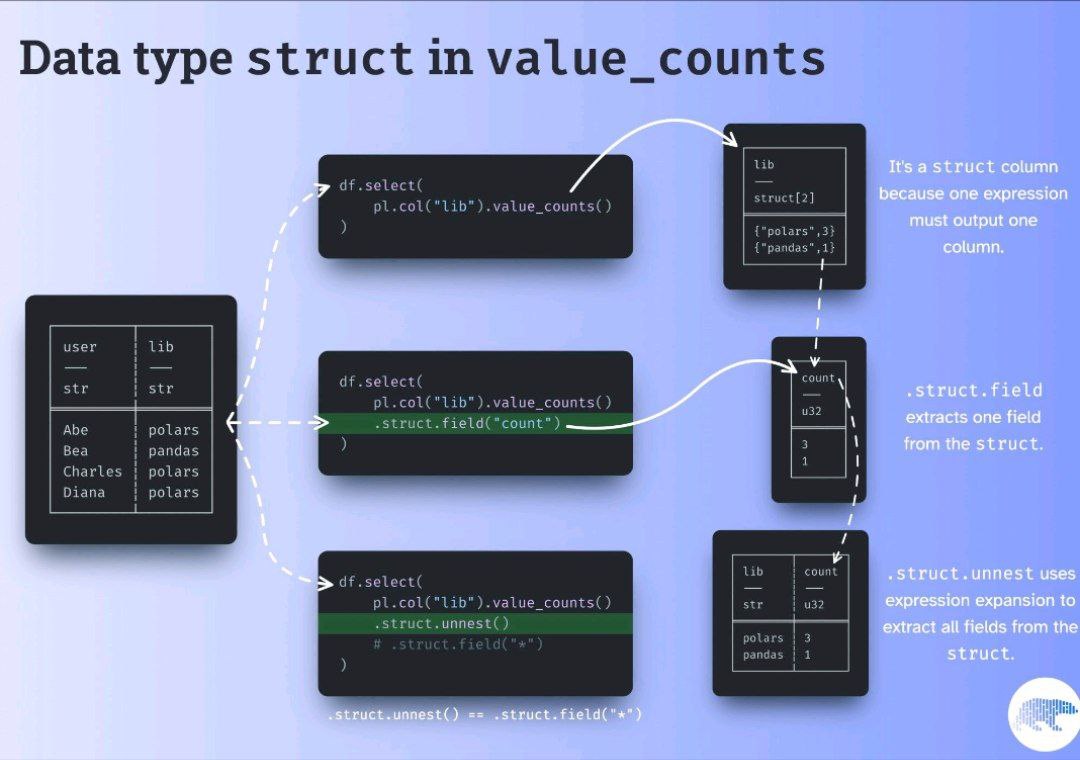 Data type struct in value_counts
df.select(
pl.col("lib").value_counts()
)
lib
struct[2]
{"polars",3}
{"pandas",1}
It's a struct column
because one expression
must output one
column.
user lib
str str
Abe polars
Bea pandas
Charles polars
Diana polars
df.select(
pl.col("lib").value_counts()
.struct.field("count")
)
count
u32
3
1
.struct.field
extracts one field
from the struct.
df.select(
pl.col("lib").value_counts()
.struct.unnest()
# .struct.field("*")
)
.struct.unnest() == .struct.field("*")
lib count
str u32
polars 3
pandas 1
.struct.unnest uses
expression expansion to
extract all fields from the
struct.